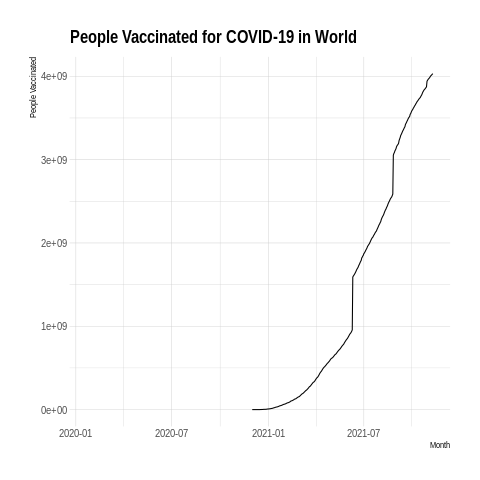 People Vaccinated for COVID-19 in World
People Vaccinated
4e+09
3e+09
2e+09
1e+09
0e+00
2020-01 2020-07 2021-01 2021-07
Month